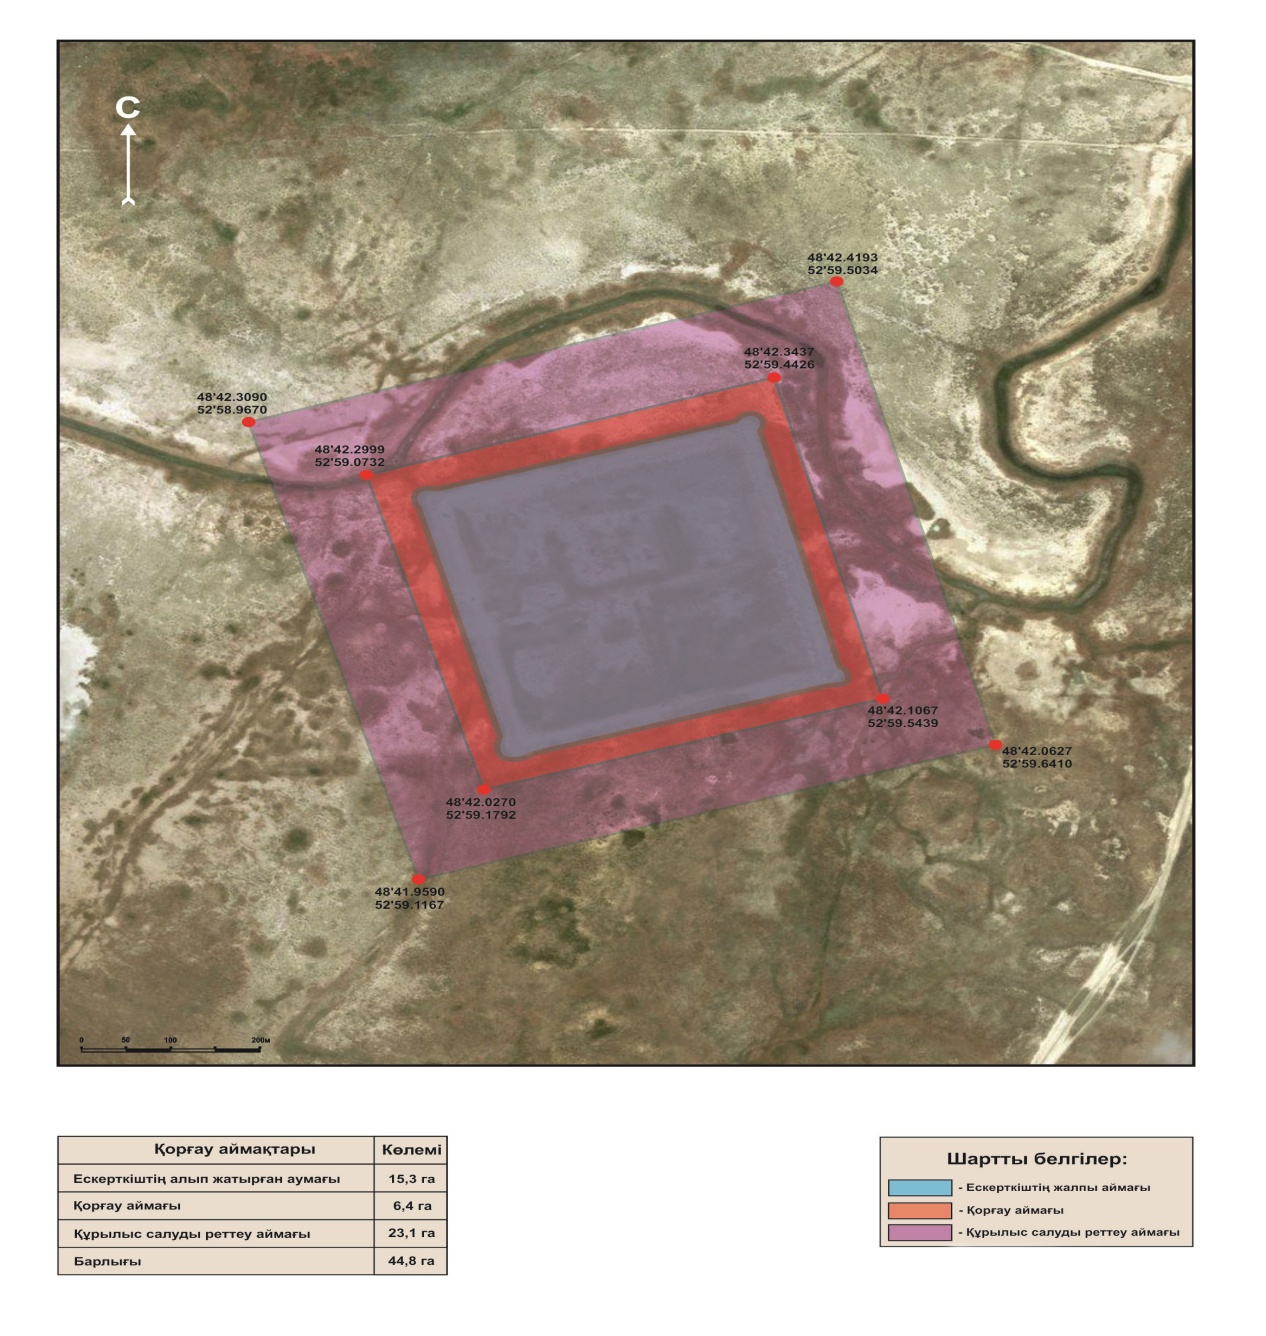 С
48'42.4193
52'59.5034
48'42.3437
52'59.4426
48'42.3090
52'58.9670
48'42.2999
52'59.0732
48'42.1067
52'59.5439
48'42.0627
52'59.6410
48'42.0270
52'59.1792
48'41.9590
52'59.1167
0 50 100 200м
Қорғау аймақтары Көлемі
Ескерткіштің алып жатырған аумағы 15,3 га
Қорғау аймағы 6,4 га
Құрылыс салуды реттеу аймағы 23,1 га
Барлығы 44,8 га
Шартты белгілер:
- Ескерткіштің жалпы аймағы
- Қорғау аймағы
- Құрылыс салуды реттеу аймағы